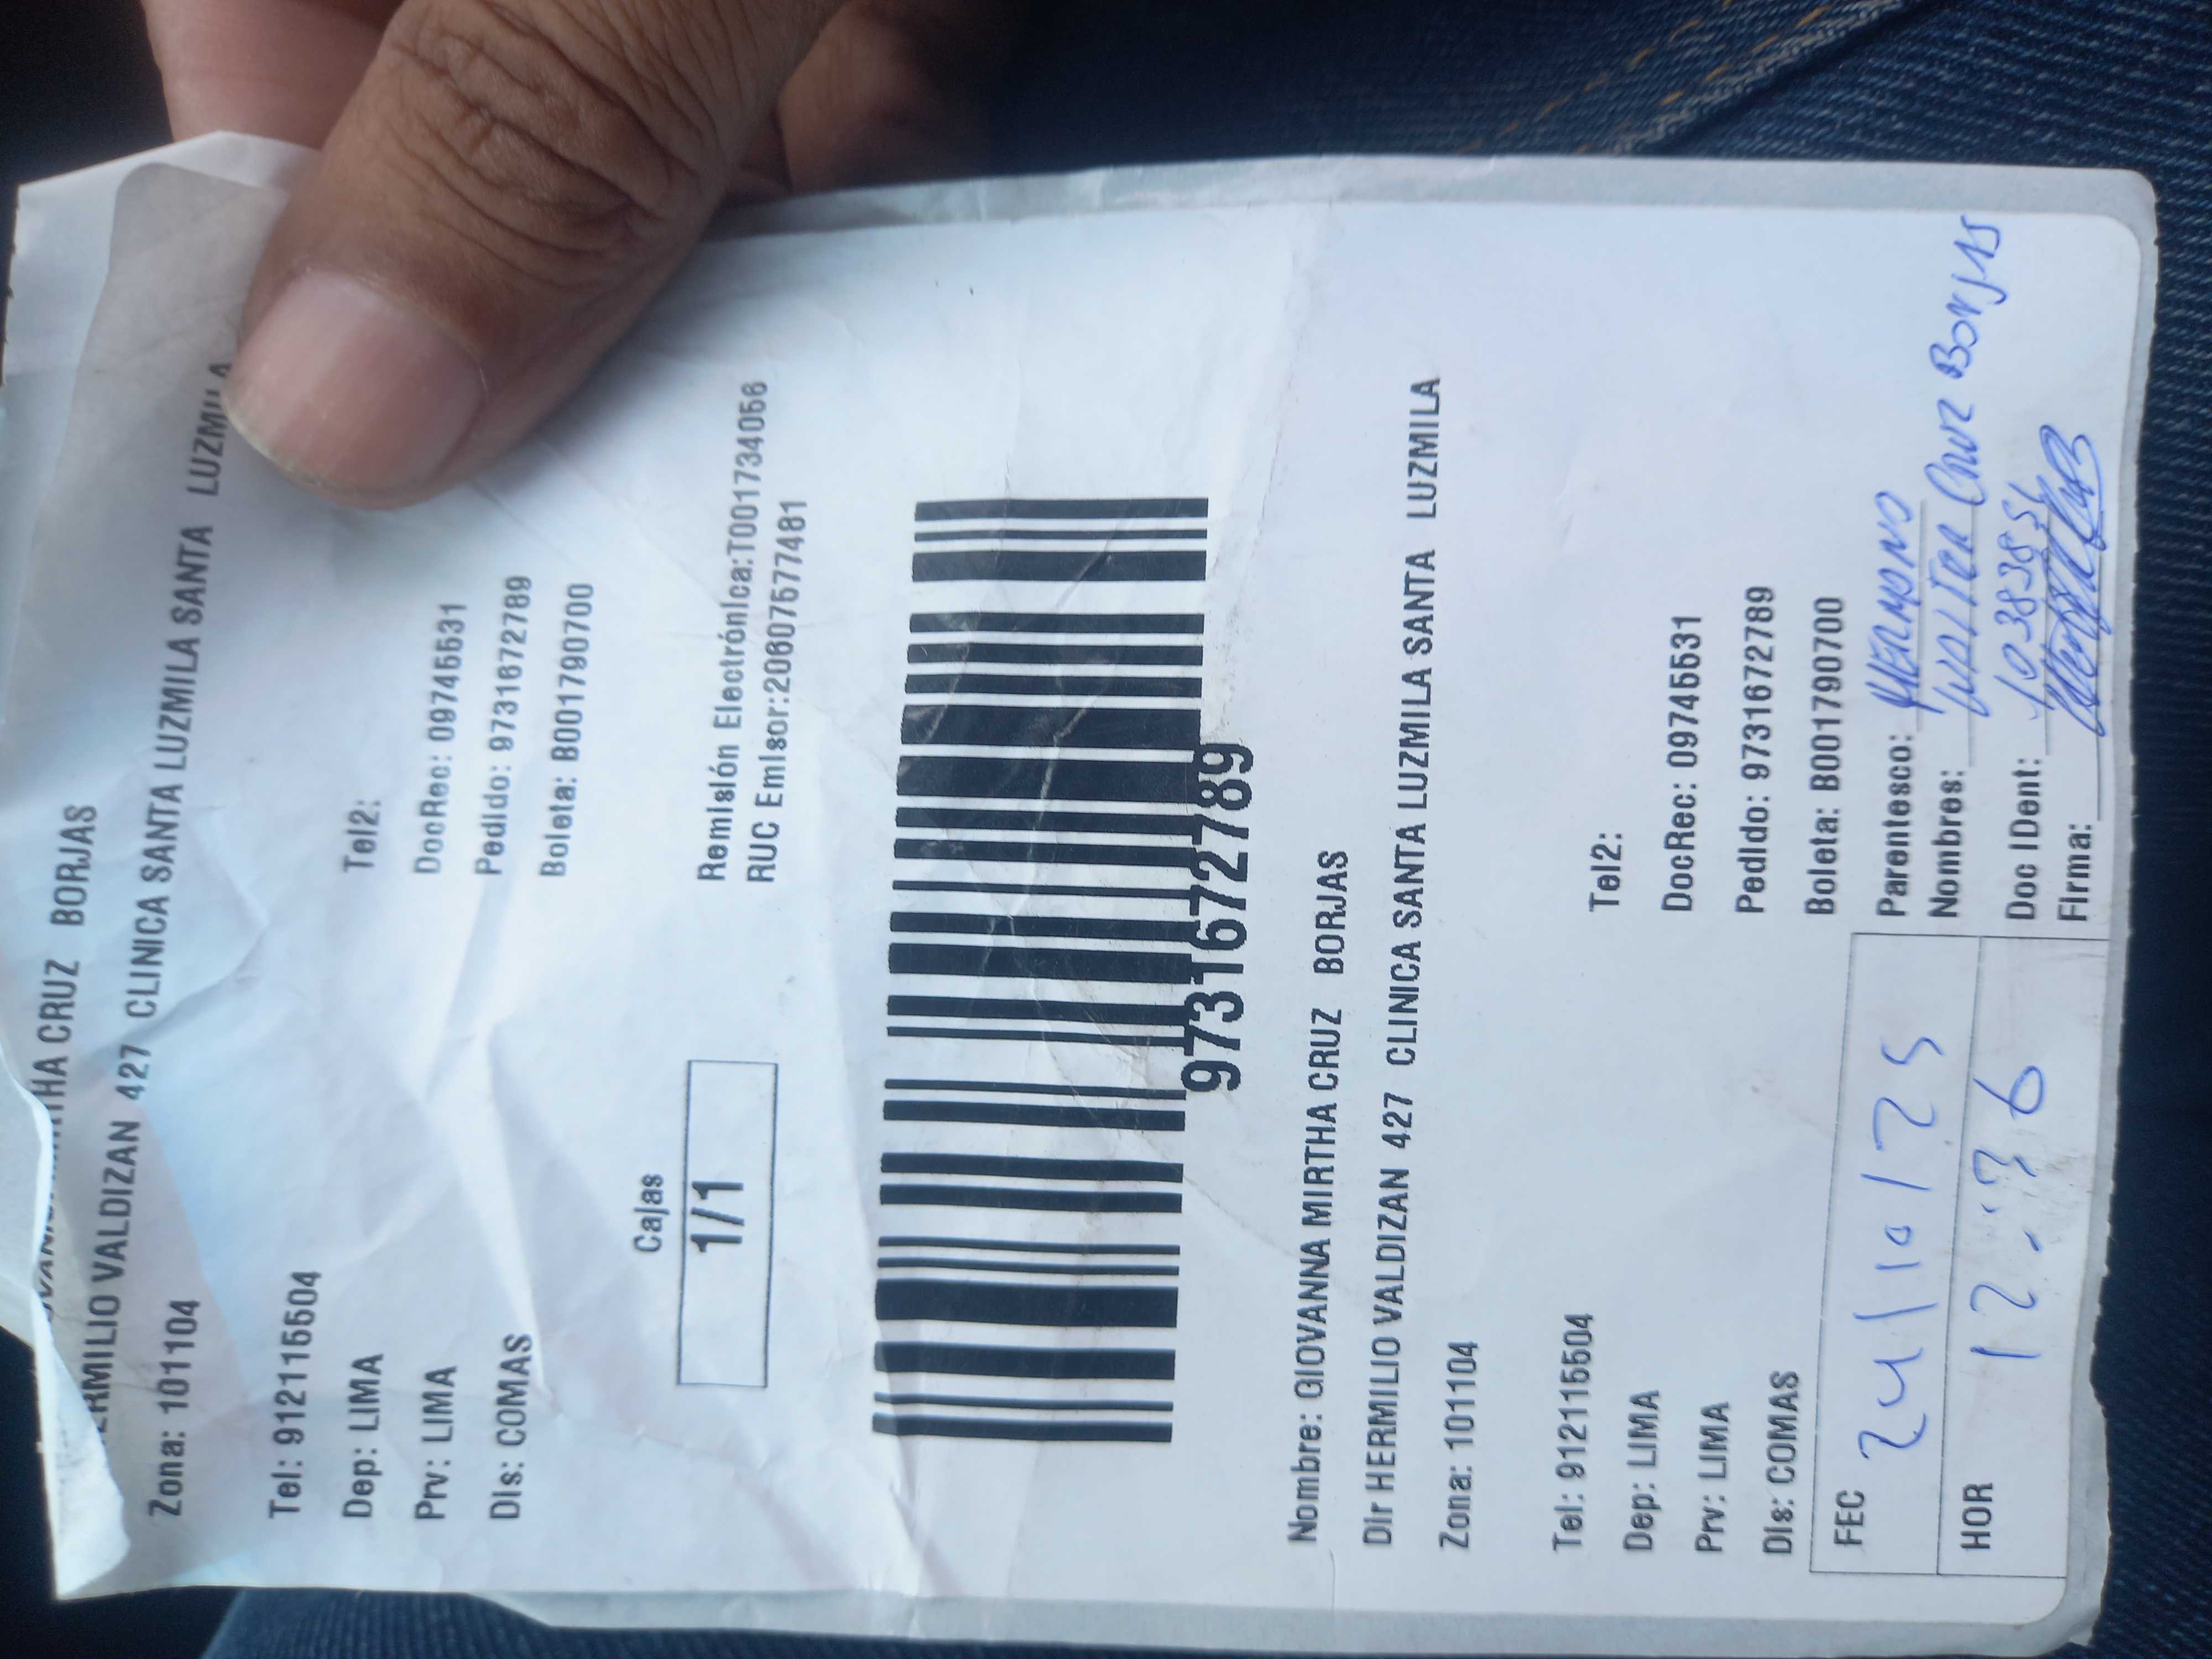 THA CRUZ BORJAS
ERMILIO VALDIZAN 427 CLINICA SANTA LUZMILA SANTA LUZMILA
Zona: 101104
Tel: 912115504
Tel2:
Dep: LIMA
DocRec: 09745531
Prv: LIMA
Pedido: 9731672789
Dis: COMAS
Boleta: B001790700
Cajas
1/1
Remisión Electrónica:T001734056
RUC Emisor:20607577481
9731672789
Nombre: GIOVANNA MIRTHA CRUZ BORJAS
Dir HERMILIO VALDIZAN 427 CLINICA SANTA LUZMILA SANTA LUZMILA
Zona: 101104
Tel: 912115504
Tel2:
Dep: LIMA
DocRec: 09745531
Prv: LIMA
Pedido: 9731672789
Dis: COMAS
Boleta: B001790700
FEC 24/10/25
Parentesco: HERMANO
Nombres: WALTER CRUZ BORJAS
HOR 12:36
Doc IDent:
Firma: